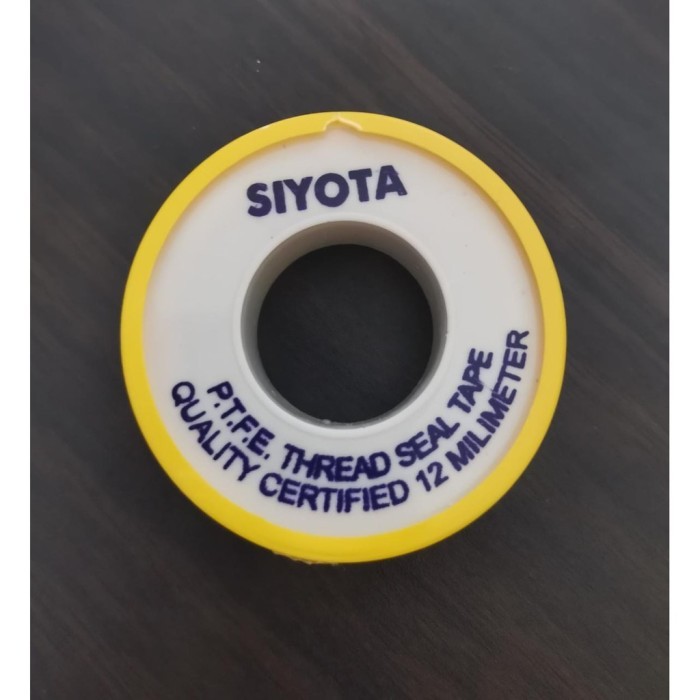 SIYOTA
P.T.F.E. THREAD SEAL TAPE
QUALITY CERTIFIED 12 MILIMETER